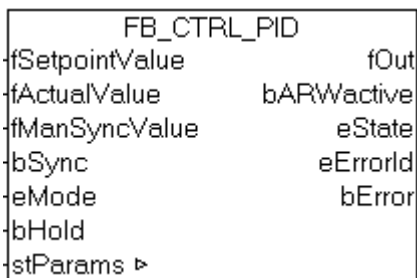 FB_CTRL_PID
fSetpointValue fOut
fActualValue bARWactive
fManSyncValue eState
bSync eErrorId
eMode bError
bHold
stParams ▹